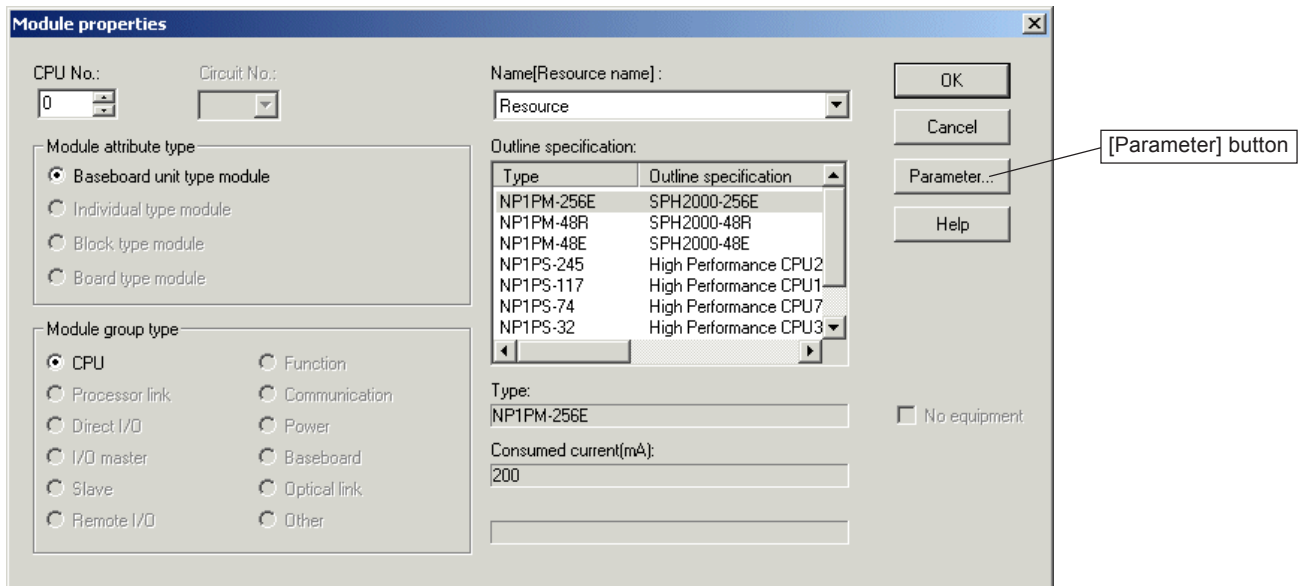 Module properties
CPU No.:
Circuit No.:
0
Module attribute type
Baseboard unit type module
Individual type module
Block type module
Board type module
Module group type
CPU
Function
Processor link
Communication
Direct I/O
Power
I/O master
Baseboard
Slave
Optical link
Remote I/O
Other
Name[Resource name] :
Resource
Outline specification:
Type Outline specification
NP1PM-256E SPH2000-256E
NP1PM-48R SPH2000-48R
NP1PM-48E SPH2000-48E
NP1PS-245 High Performance CPU2
NP1PS-117 High Performance CPU1
NP1PS-74 High Performance CPU7
NP1PS-32 High Performance CPU3
Type:
NP1PM-256E
Consumed current(mA):
200
OK
Cancel
Parameter...
Help
No equipment
[Parameter] button